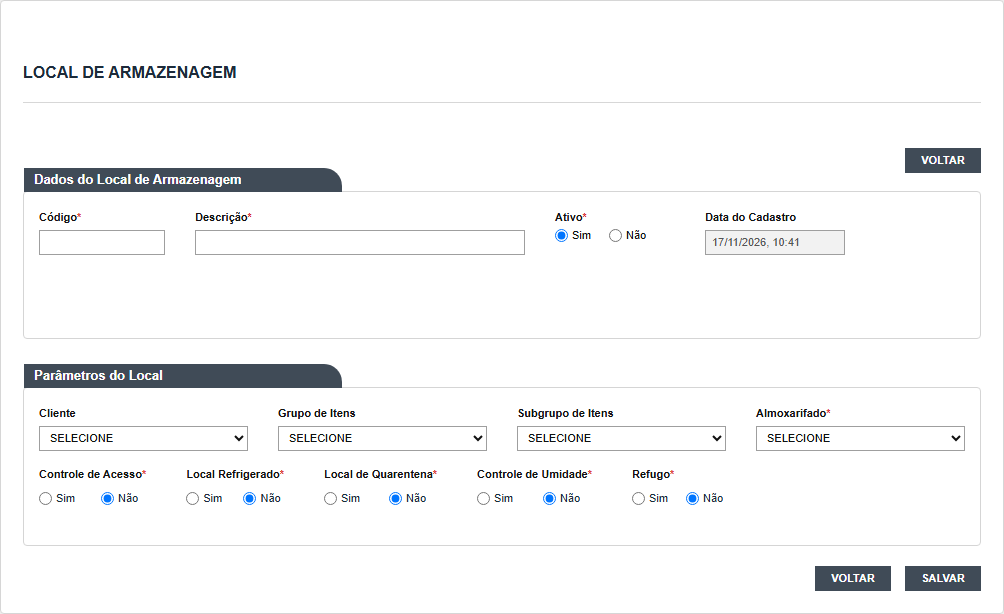 LOCAL DE ARMAZENAGEM
VOLTAR
Dados do Local de Armazenagem
Código* Descrição* Ativo* Data do Cadastro
Sim Não 17/11/2026, 10:41
Parâmetros do Local
Cliente Grupo de Itens Subgrupo de Itens Almoxarifado*
SELECIONE SELECIONE SELECIONE SELECIONE
Controle de Acesso* Local Refrigerado* Local de Quarentena* Controle de Umidade* Refugo*
Sim Não Sim Não Sim Não Sim Não Sim Não
VOLTAR SALVAR